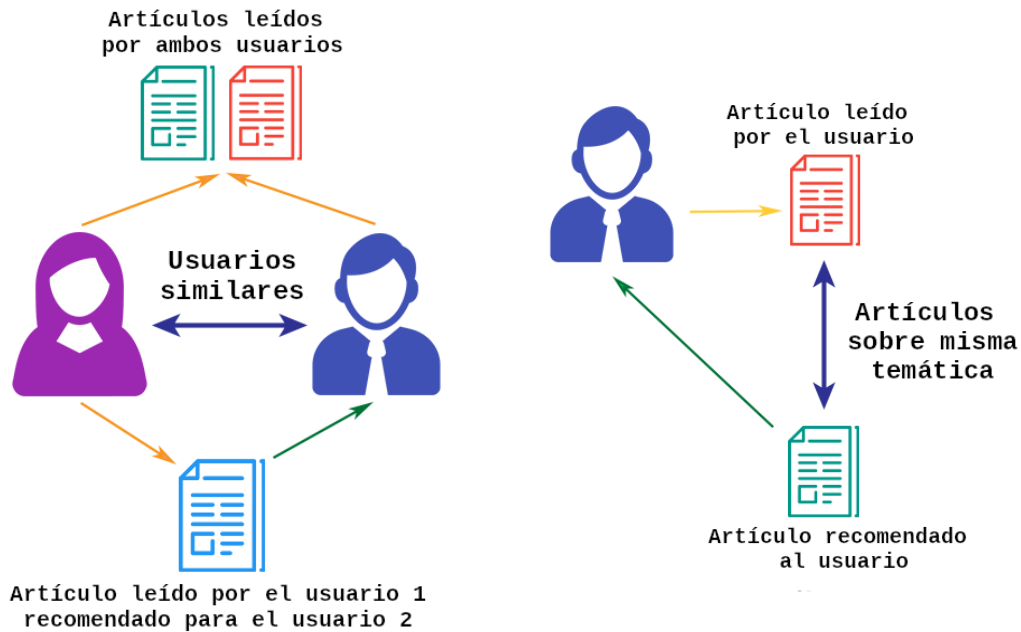 Artículos leídos
por ambos usuarios
Usuarios
similares
Artículo leído por el usuario 1
recomendado para el usuario 2
Artículo leído
por el usuario
Artículos
sobre misma
temática
Artículo recomendado
al usuario